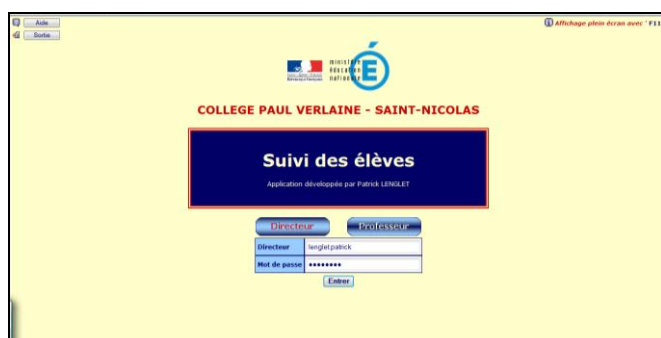 Aide
Affichage plein écran avec ' F11
Sortie
ministère
éducation
nationale
COLLEGE PAUL VERLAINE - SAINT-NICOLAS
Suivi des élèves
Application développée par Patrick LENGLET
Directeur
Professeur
Directeur lenglet.patrick
Mot de passe ••••••••
Entrer